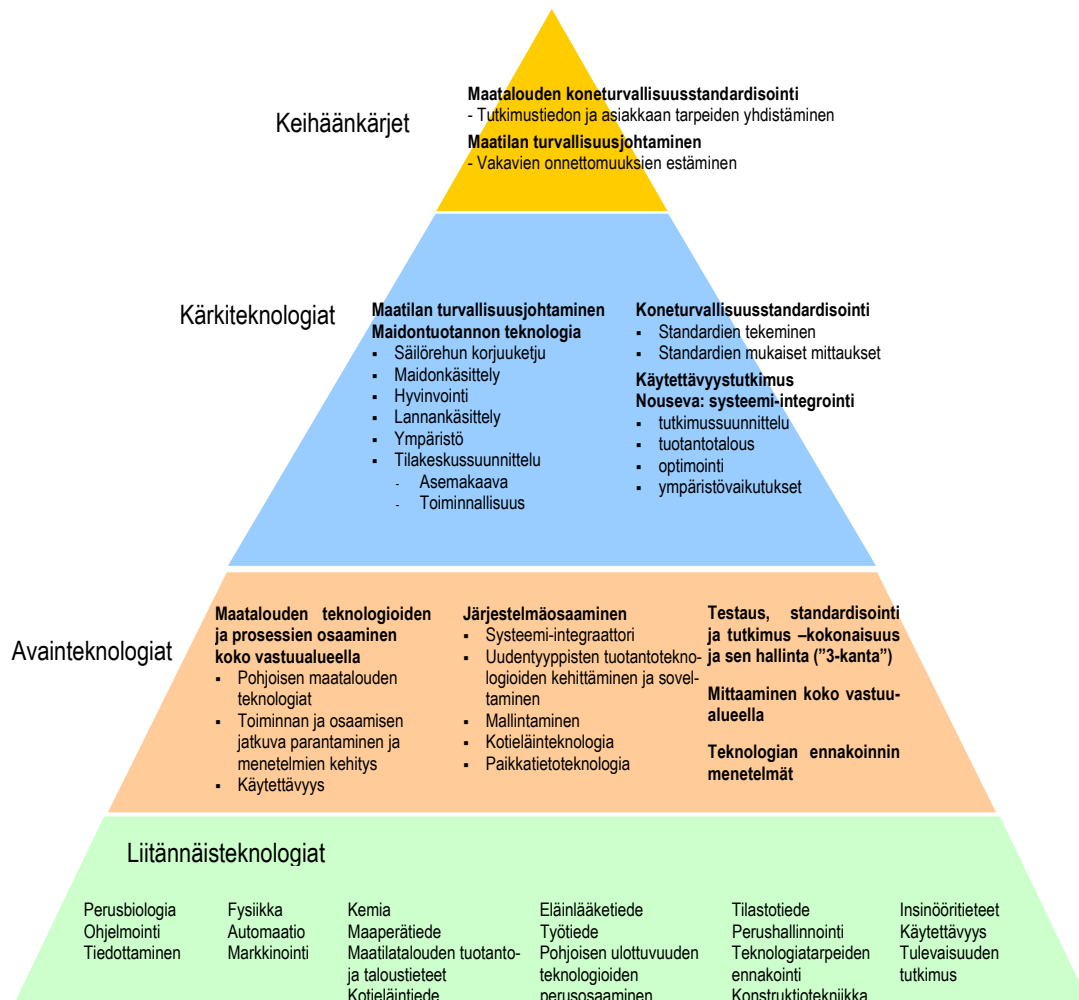 Keihäänkärjet
Maatalouden koneturvallisuusstandardisointi
- Tutkimustiedon ja asiakkaan tarpeiden yhdistäminen
Maatilan turvallisuusjohtaminen
- Vakavien onnettomuuksien estäminen
Kärkiteknologiat
Maatilan turvallisuusjohtaminen
Maidontuotannon teknologia
▪ Säilörehun korjuuketju
▪ Maidonkäsittely
▪ Hyvinvointi
▪ Lannankäsittely
▪ Ympäristö
▪ Tilakeskussuunnittelu
- Asemakaava
- Toiminnallisuus
Koneturvallisuusstandardisointi
▪ Standardien tekeminen
▪ Standardien mukaiset mittaukset
Käytettävyystutkimus
Nouseva: systeemi-integrointi
▪ tutkimussuunnittelu
▪ tuotantotalous
▪ optimointi
▪ ympäristövaikutukset
Avainteknologiat
Maatalouden teknologioiden
ja prosessien osaaminen
koko vastuualueella
▪ Pohjoisen maatalouden
teknologiat
▪ Toiminnan ja osaamisen
jatkuva parantaminen ja
menetelmien kehitys
▪ Käytettävyys
Järjestelmäosaaminen
▪ Systeemi-integraattori
▪ Uudentyyppisten tuotantotekno-
logioiden kehittäminen ja sovel-
taminen
▪ Mallintaminen
▪ Kotieläinteknologia
▪ Paikkatietoteknologia
Testaus, standardisointi
ja tutkimus –kokonaisuus
ja sen hallinta (”3-kanta”)
Mittaaminen koko vastuu-
alueella
Teknologian ennakoinnin
menetelmät
Liitännäisteknologiat
Perusbiologia
Ohjelmointi
Tiedottaminen
Fysiikka
Automaatio
Markkinointi
Kemia
Maaperätiede
Maatilatalouden tuotanto-
ja taloustieteet
Kotieläintiede
Eläinlääketiede
Työtiede
Pohjoisen ulottuvuuden
teknologioiden
perusosaaminen
Tilastotiede
Perushallinnointi
Teknologiatarpeiden
ennakointi
Konstruktiotekniikka
Insinööritieteet
Käytettävyys
Tulevaisuuden
tutkimus